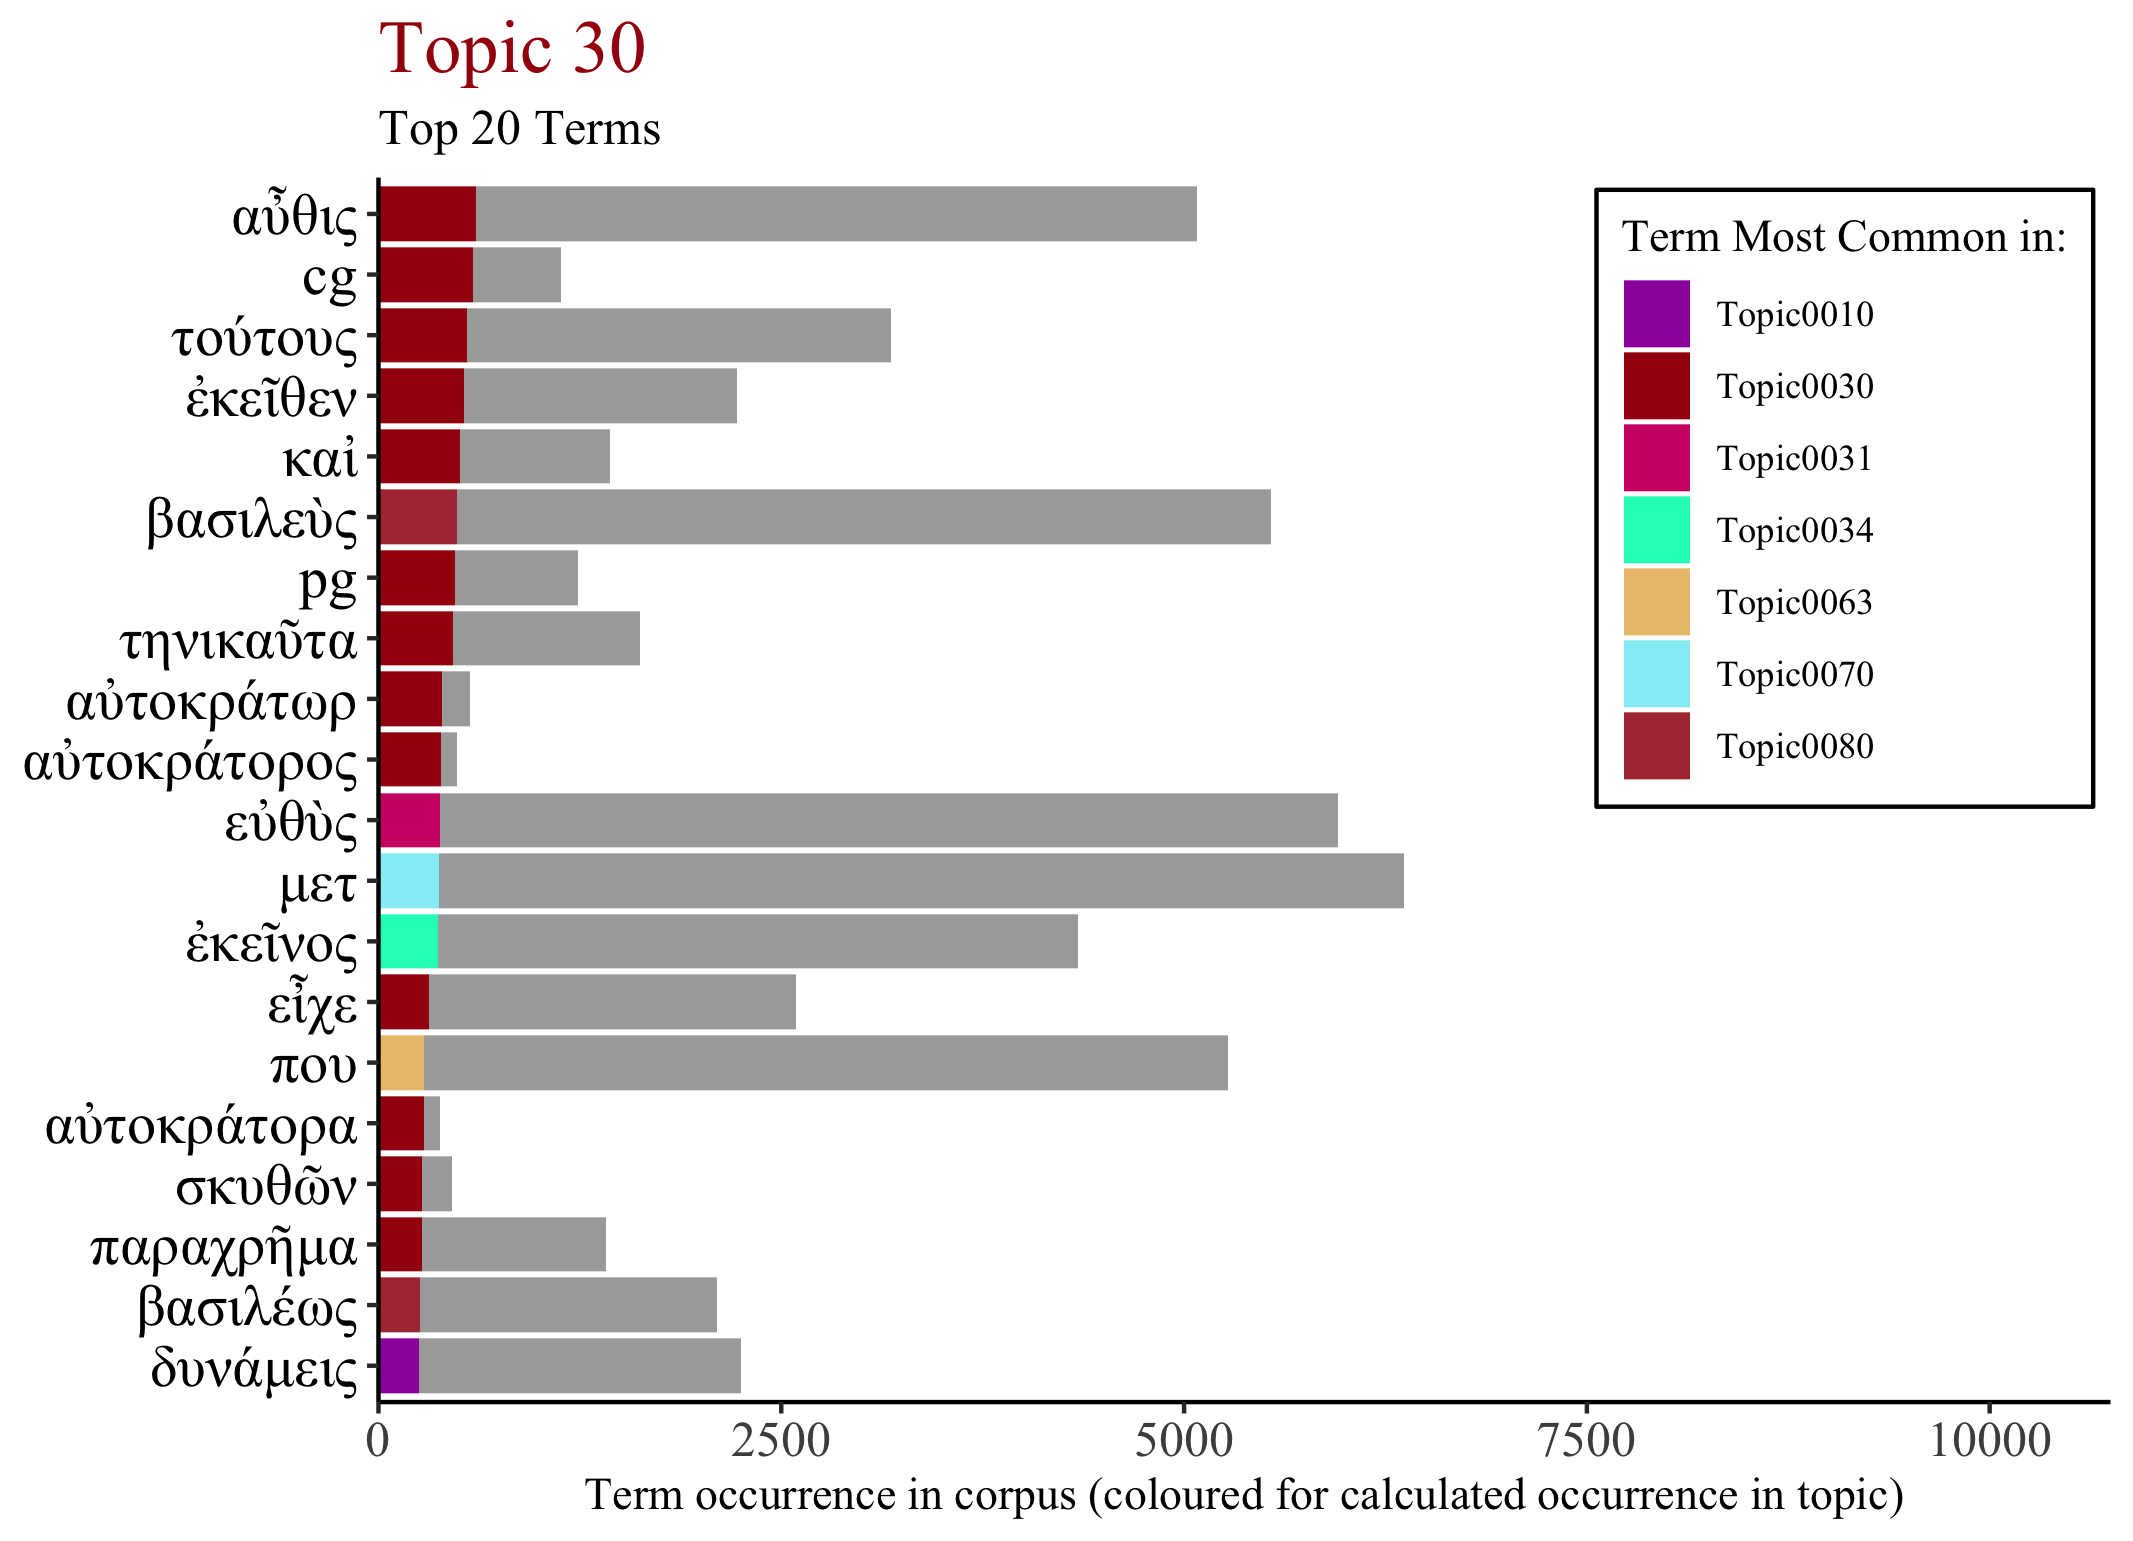 Topic 30
Top 20 Terms
αὖθις
cg
τούτους
ἐκεῖθεν
καἰ
βασιλεὺς
pg
τηνικαῦτα
αὐτοκράτωρ
αὐτοκράτορος
εὐθὺς
μετ
ἐκεῖνος
εἶχε
που
αὐτοκράτορα
σκυθῶν
παραχρῆμα
βασιλέως
δυνάμεις
0 2500 5000 7500 10000
Term occurrence in corpus (coloured for calculated occurrence in topic)
Term Most Common in:
Topic0010
Topic0030
Topic0031
Topic0034
Topic0063
Topic0070
Topic0080